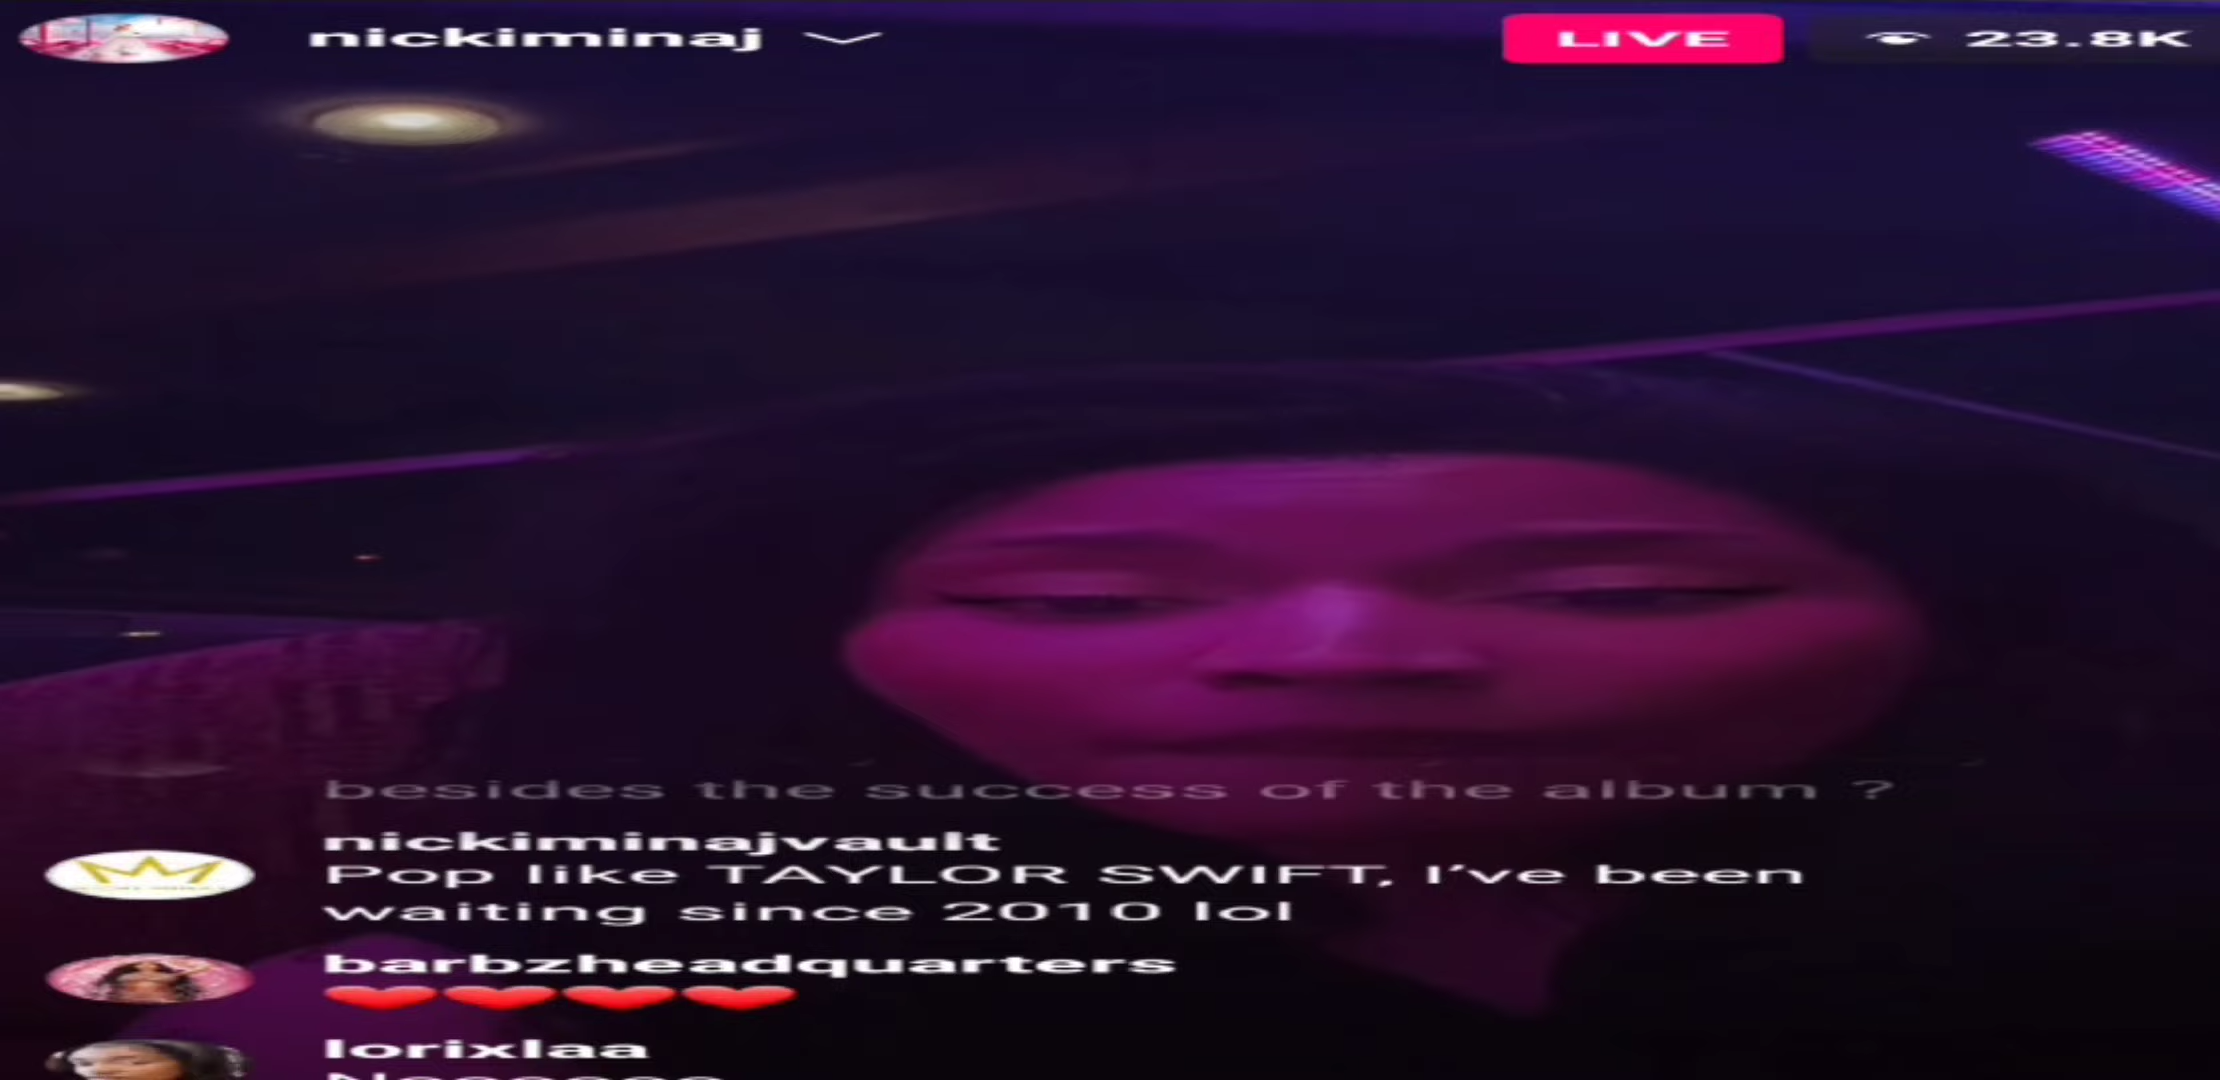 nickiminaj
LIVE
23.8K
besides the success of the album ?
nickiminajvault
Pop like TAYLOR SWIFT, I've been
waiting since 2010 lol
barbzheadquarters
❤️❤️❤️❤️
lorixlaa